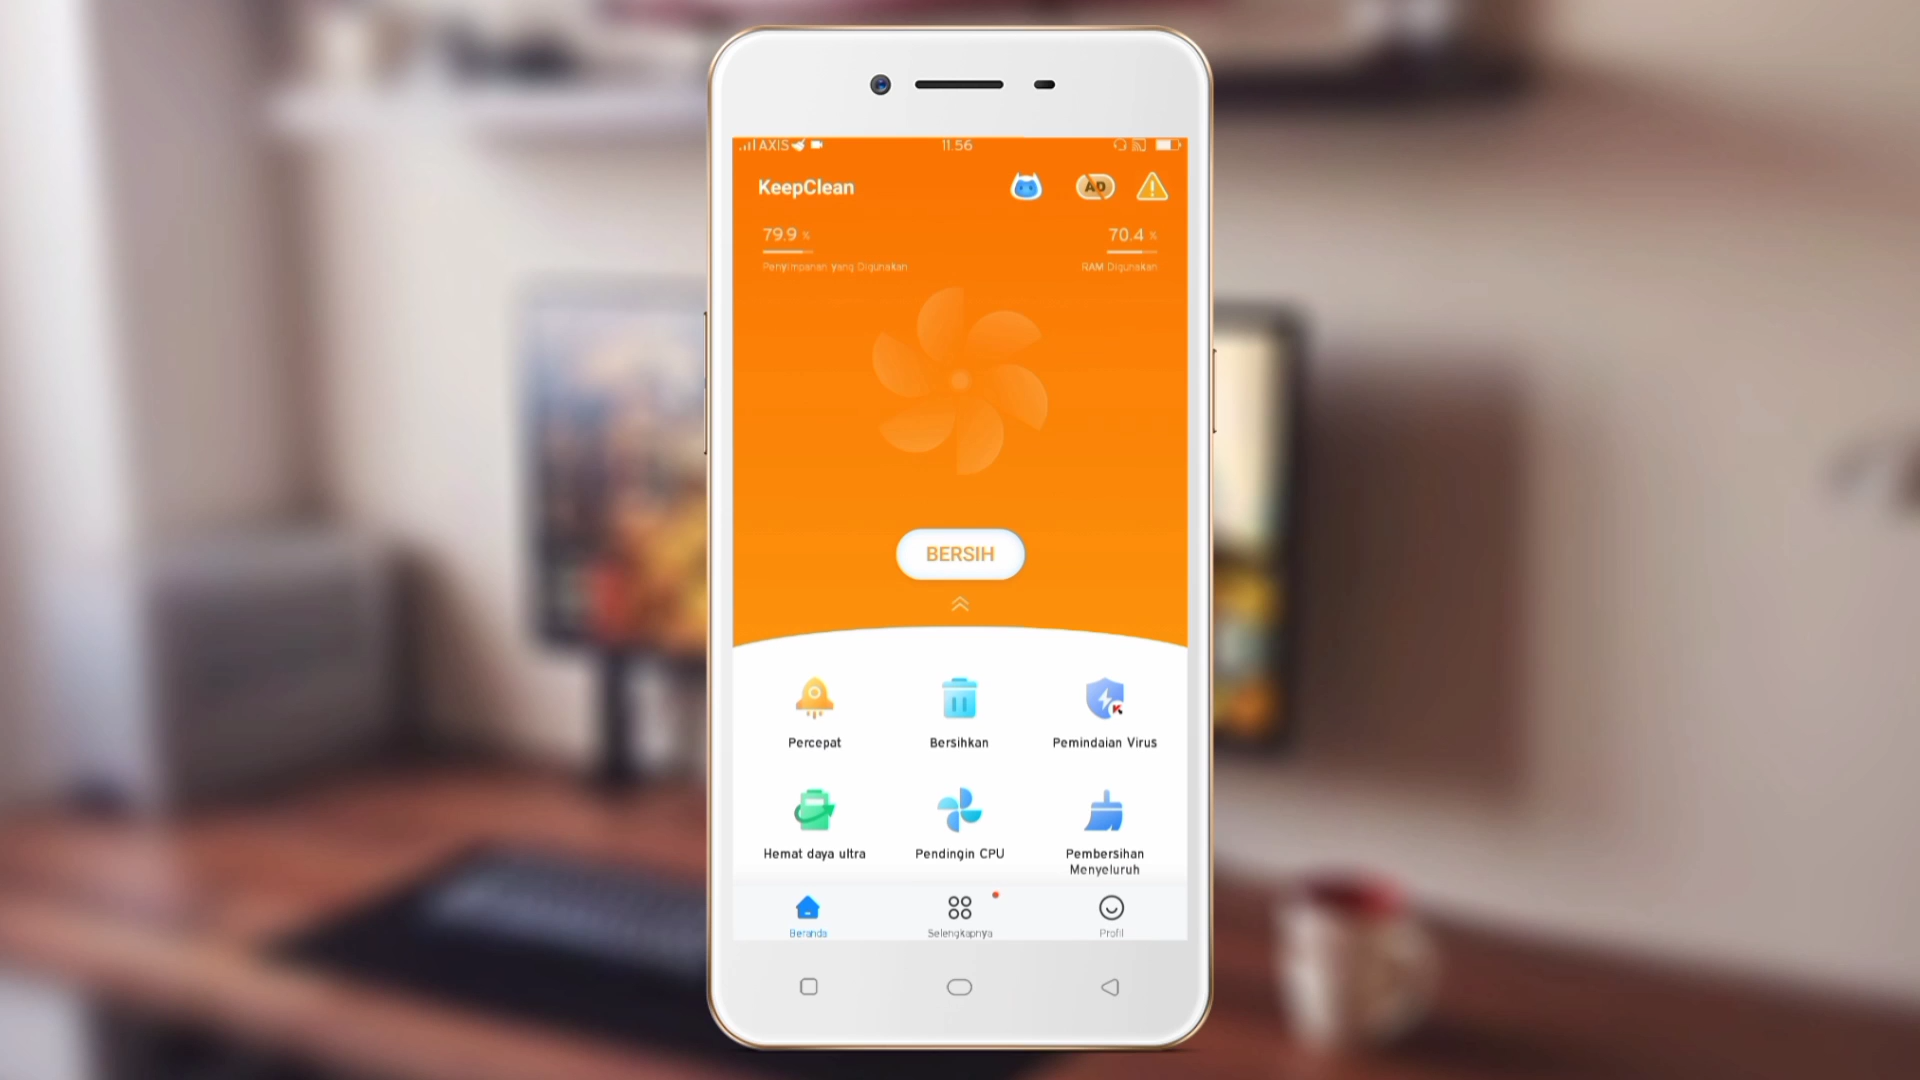 AXIS
11.56
KeepClean
AD
79.9 %
70.4 %
Penyimpanan yang Digunakan
RAM Digunakan
BERSIH
Percepat
Bersihkan
Pemindaian Virus
Hemat daya ultra
Pendingin CPU
Pembersihan
Menyeluruh
Beranda
Selengkapnya
Profil